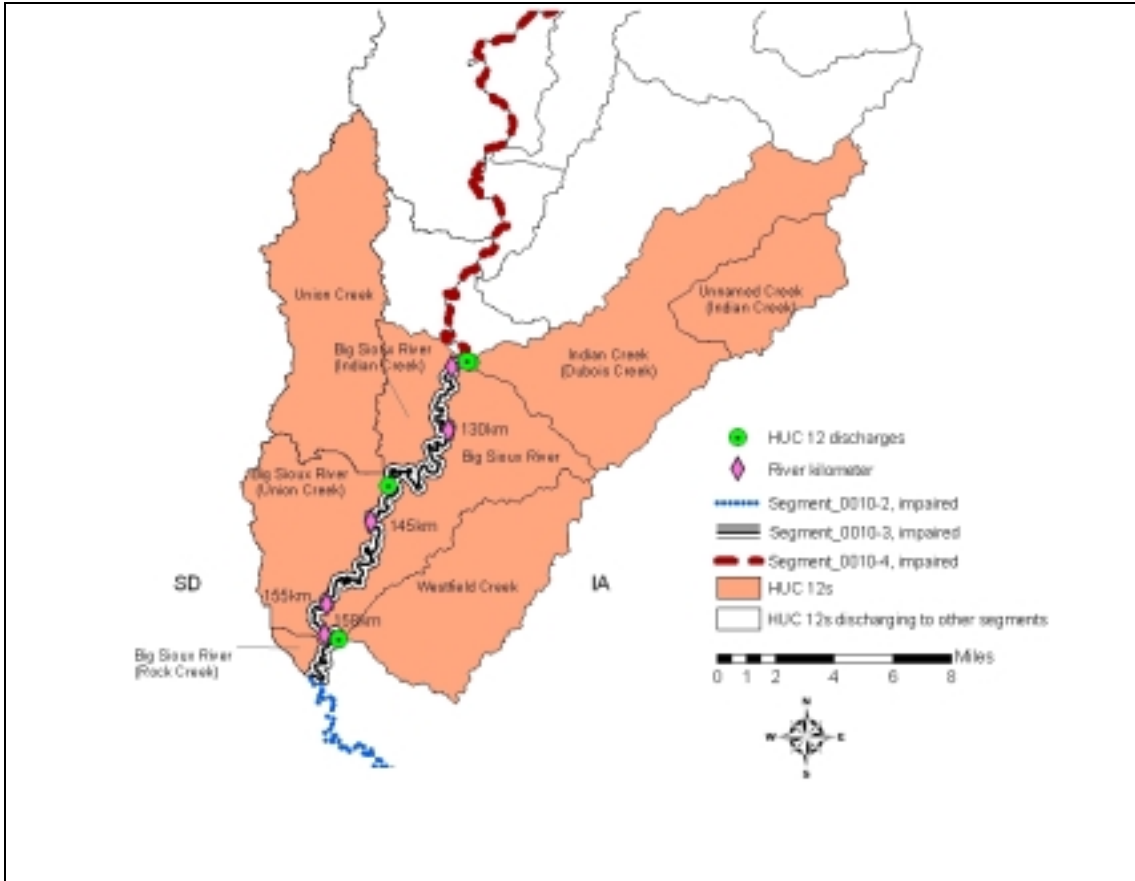 Union Creek
Unnamed Creek
(Indian Creek)
Big Sioux River
(Indian Creek)
Indian Creek
(Dubois Creek)
130km
Big Sioux River
Big Sioux River
(Union Creek)
145km
SD
Westfield Creek
IA
155km
158km
Big Sioux River
(Rock Creek)
HUC 12 discharges
River kilometer
Segment_0010-2, impaired
Segment_0010-3, impaired
Segment_0010-4, impaired
HUC 12s
HUC 12s discharging to other segments
Miles
0 1 2 4 6 8
N
W E
S